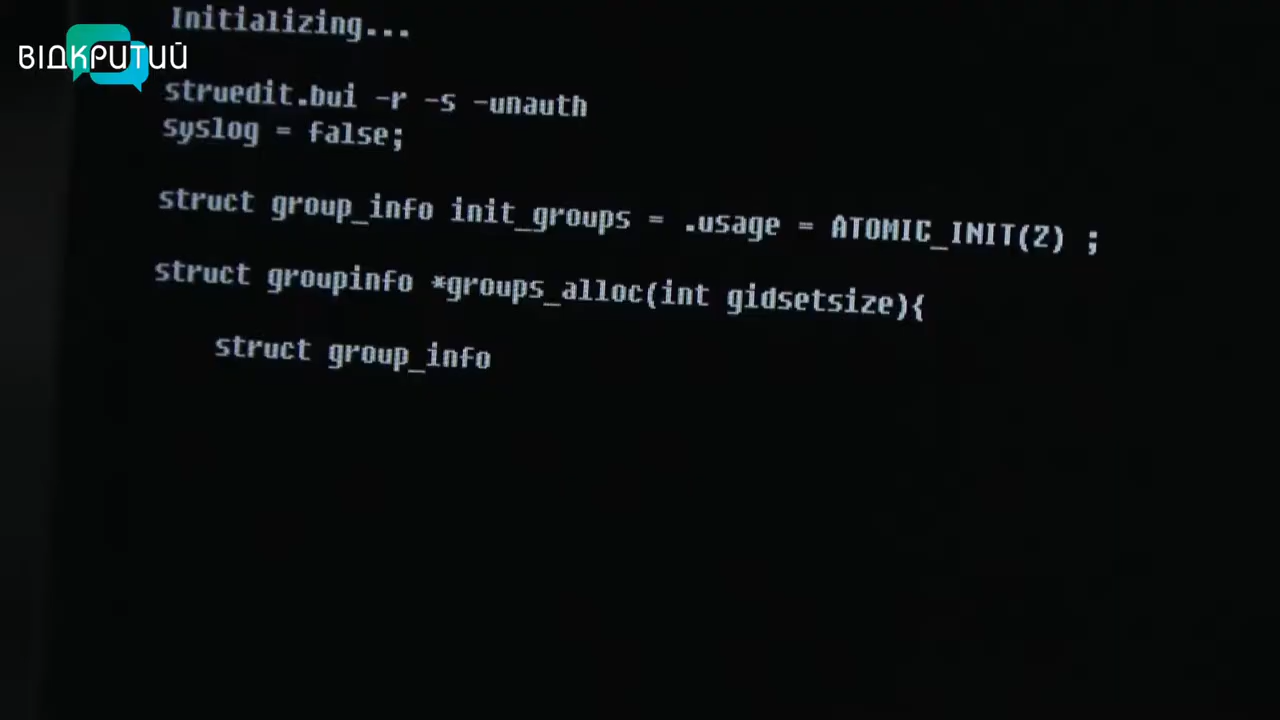 ВІДКРИТИЙ
Initializing...
struedit.bui -r -s -unauth
syslog = false;
struct group_info init_groups = .usage = ATOMIC_INIT(2) ;
struct groupinfo *groups_alloc(int gidsetsize){
struct group_info